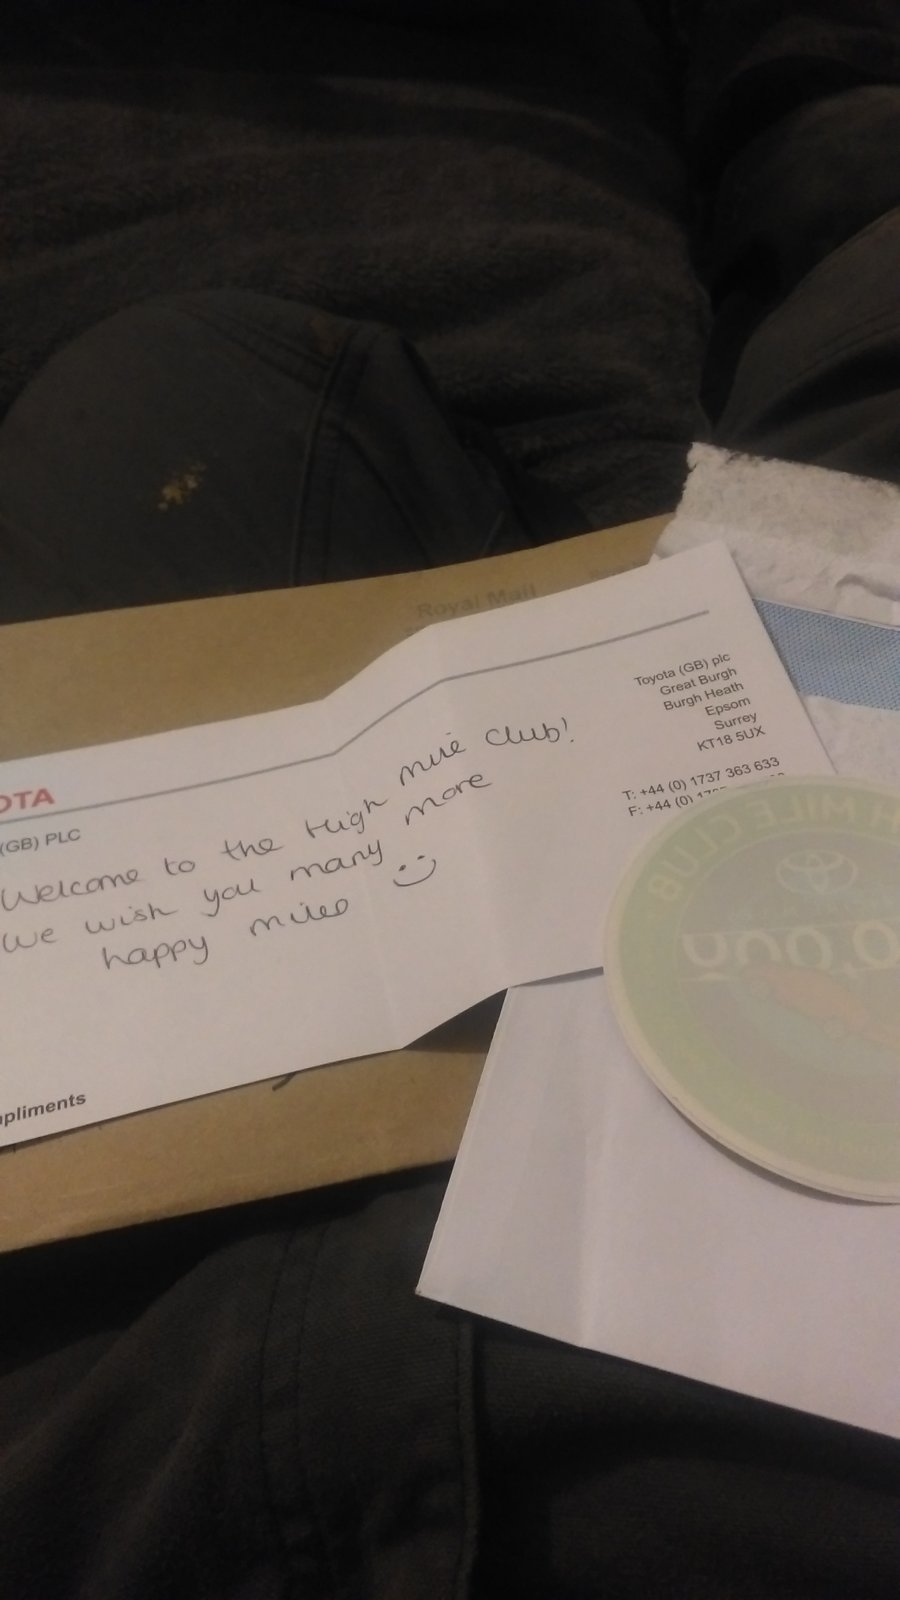 Royal Mail
Toyota (GB) plc
Great Burgh
Burgh Heath
Epsom
Surrey
KT18 5UX
T: +44 (0) 1737 363 633
F: +44 (0)
OTA
(GB) PLC
Welcome to the High mile Club!
We wish you many more
happy miles
pliments
H MILE CLUB
0,000